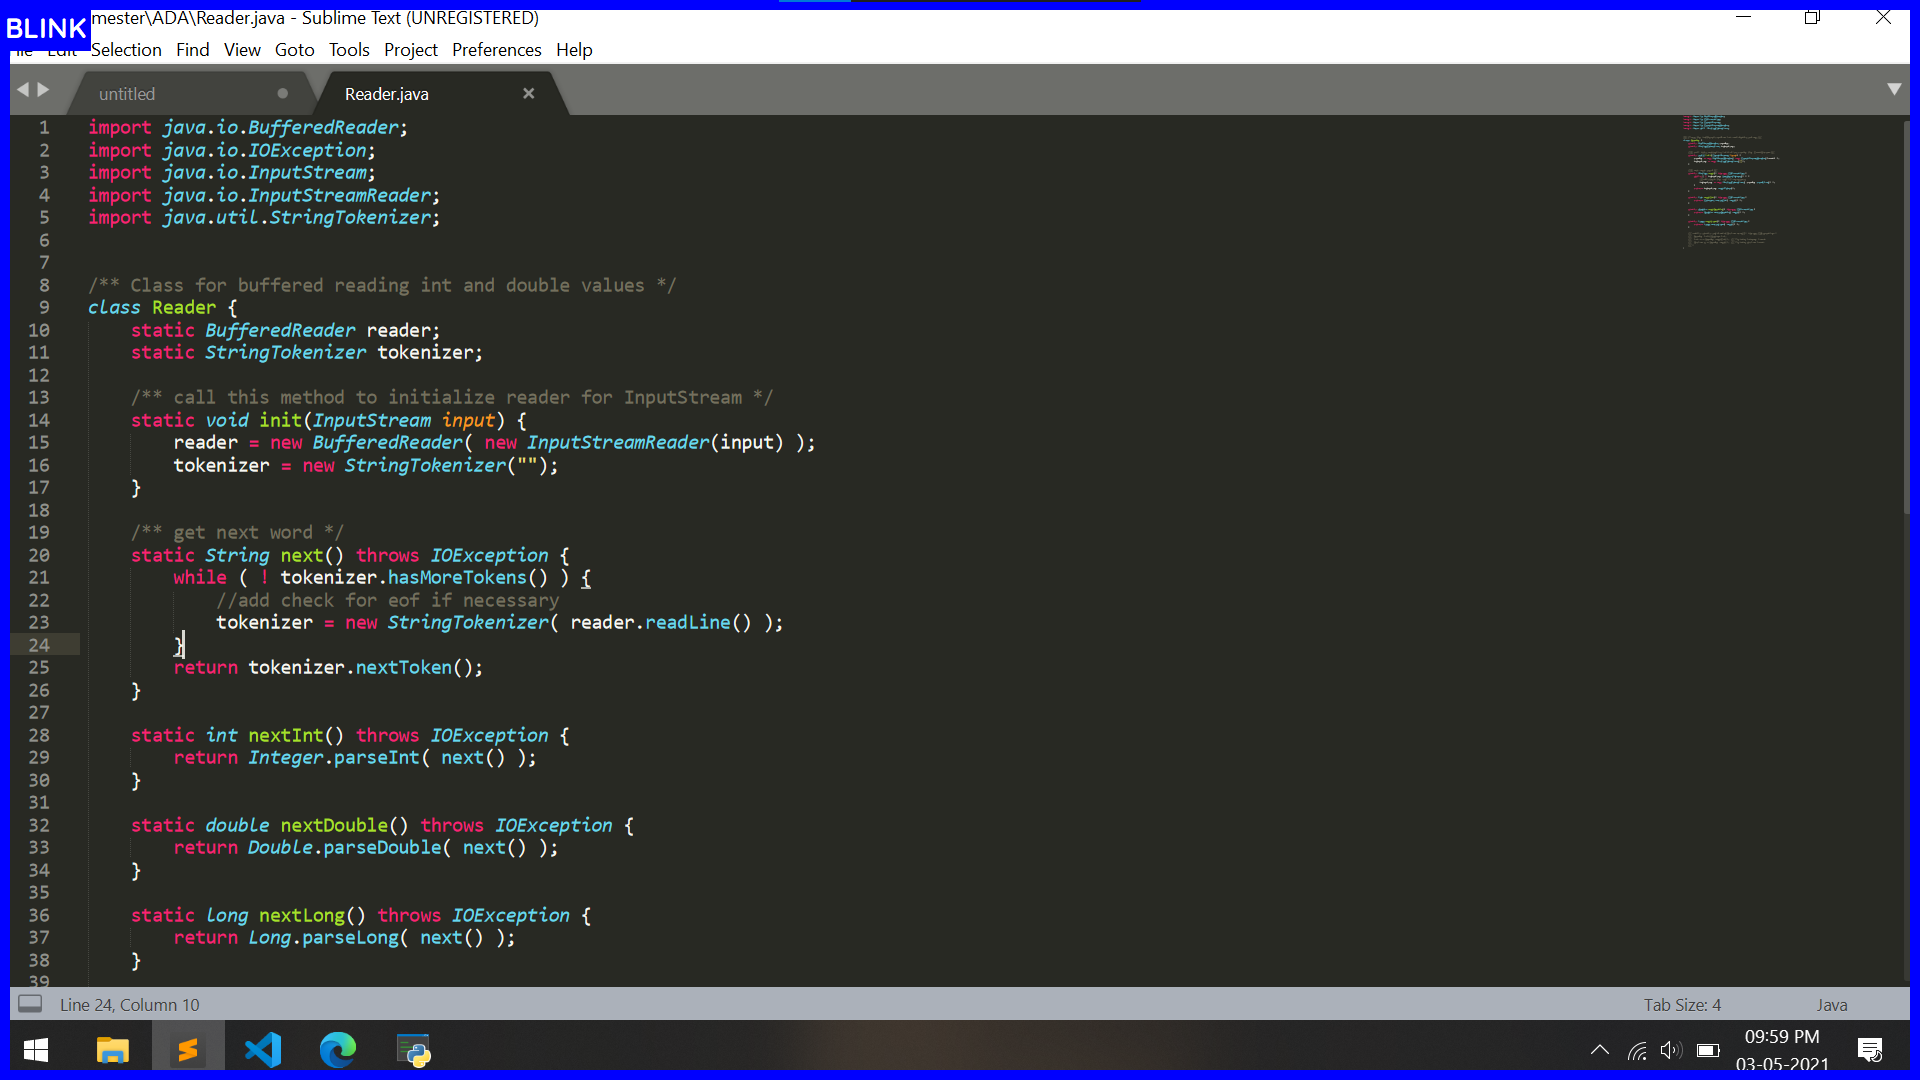 BLINK
mester\ADA\Reader.java - Sublime Text (UNREGISTERED)
Edit Selection Find View Goto Tools Project Preferences Help
untitled
Reader.java
1 import java.io.BufferedReader;
2 import java.io.IOException;
3 import java.io.InputStream;
4 import java.io.InputStreamReader;
5 import java.util.StringTokenizer;
6
7
8 /** Class for buffered reading int and double values */
9 class Reader {
10 static BufferedReader reader;
11 static StringTokenizer tokenizer;
12
13 /** call this method to initialize reader for InputStream */
14 static void init(InputStream input) {
15 reader = new BufferedReader( new InputStreamReader(input) );
16 tokenizer = new StringTokenizer("");
17 }
18
19 /** get next word */
20 static String next() throws IOException {
21 while ( ! tokenizer.hasMoreTokens() ) {
22 //add check for eof if necessary
23 tokenizer = new StringTokenizer( reader.readLine() );
24 }
25 return tokenizer.nextToken();
26 }
27
28 static int nextInt() throws IOException {
29 return Integer.parseInt( next() );
30 }
31
32 static double nextDouble() throws IOException {
33 return Double.parseDouble( next() );
34 }
35
36 static long nextLong() throws IOException {
37 return Long.parseLong( next() );
38 }
39
Line 24, Column 10
Tab Size: 4
Java
09:59 PM
03-05-2021